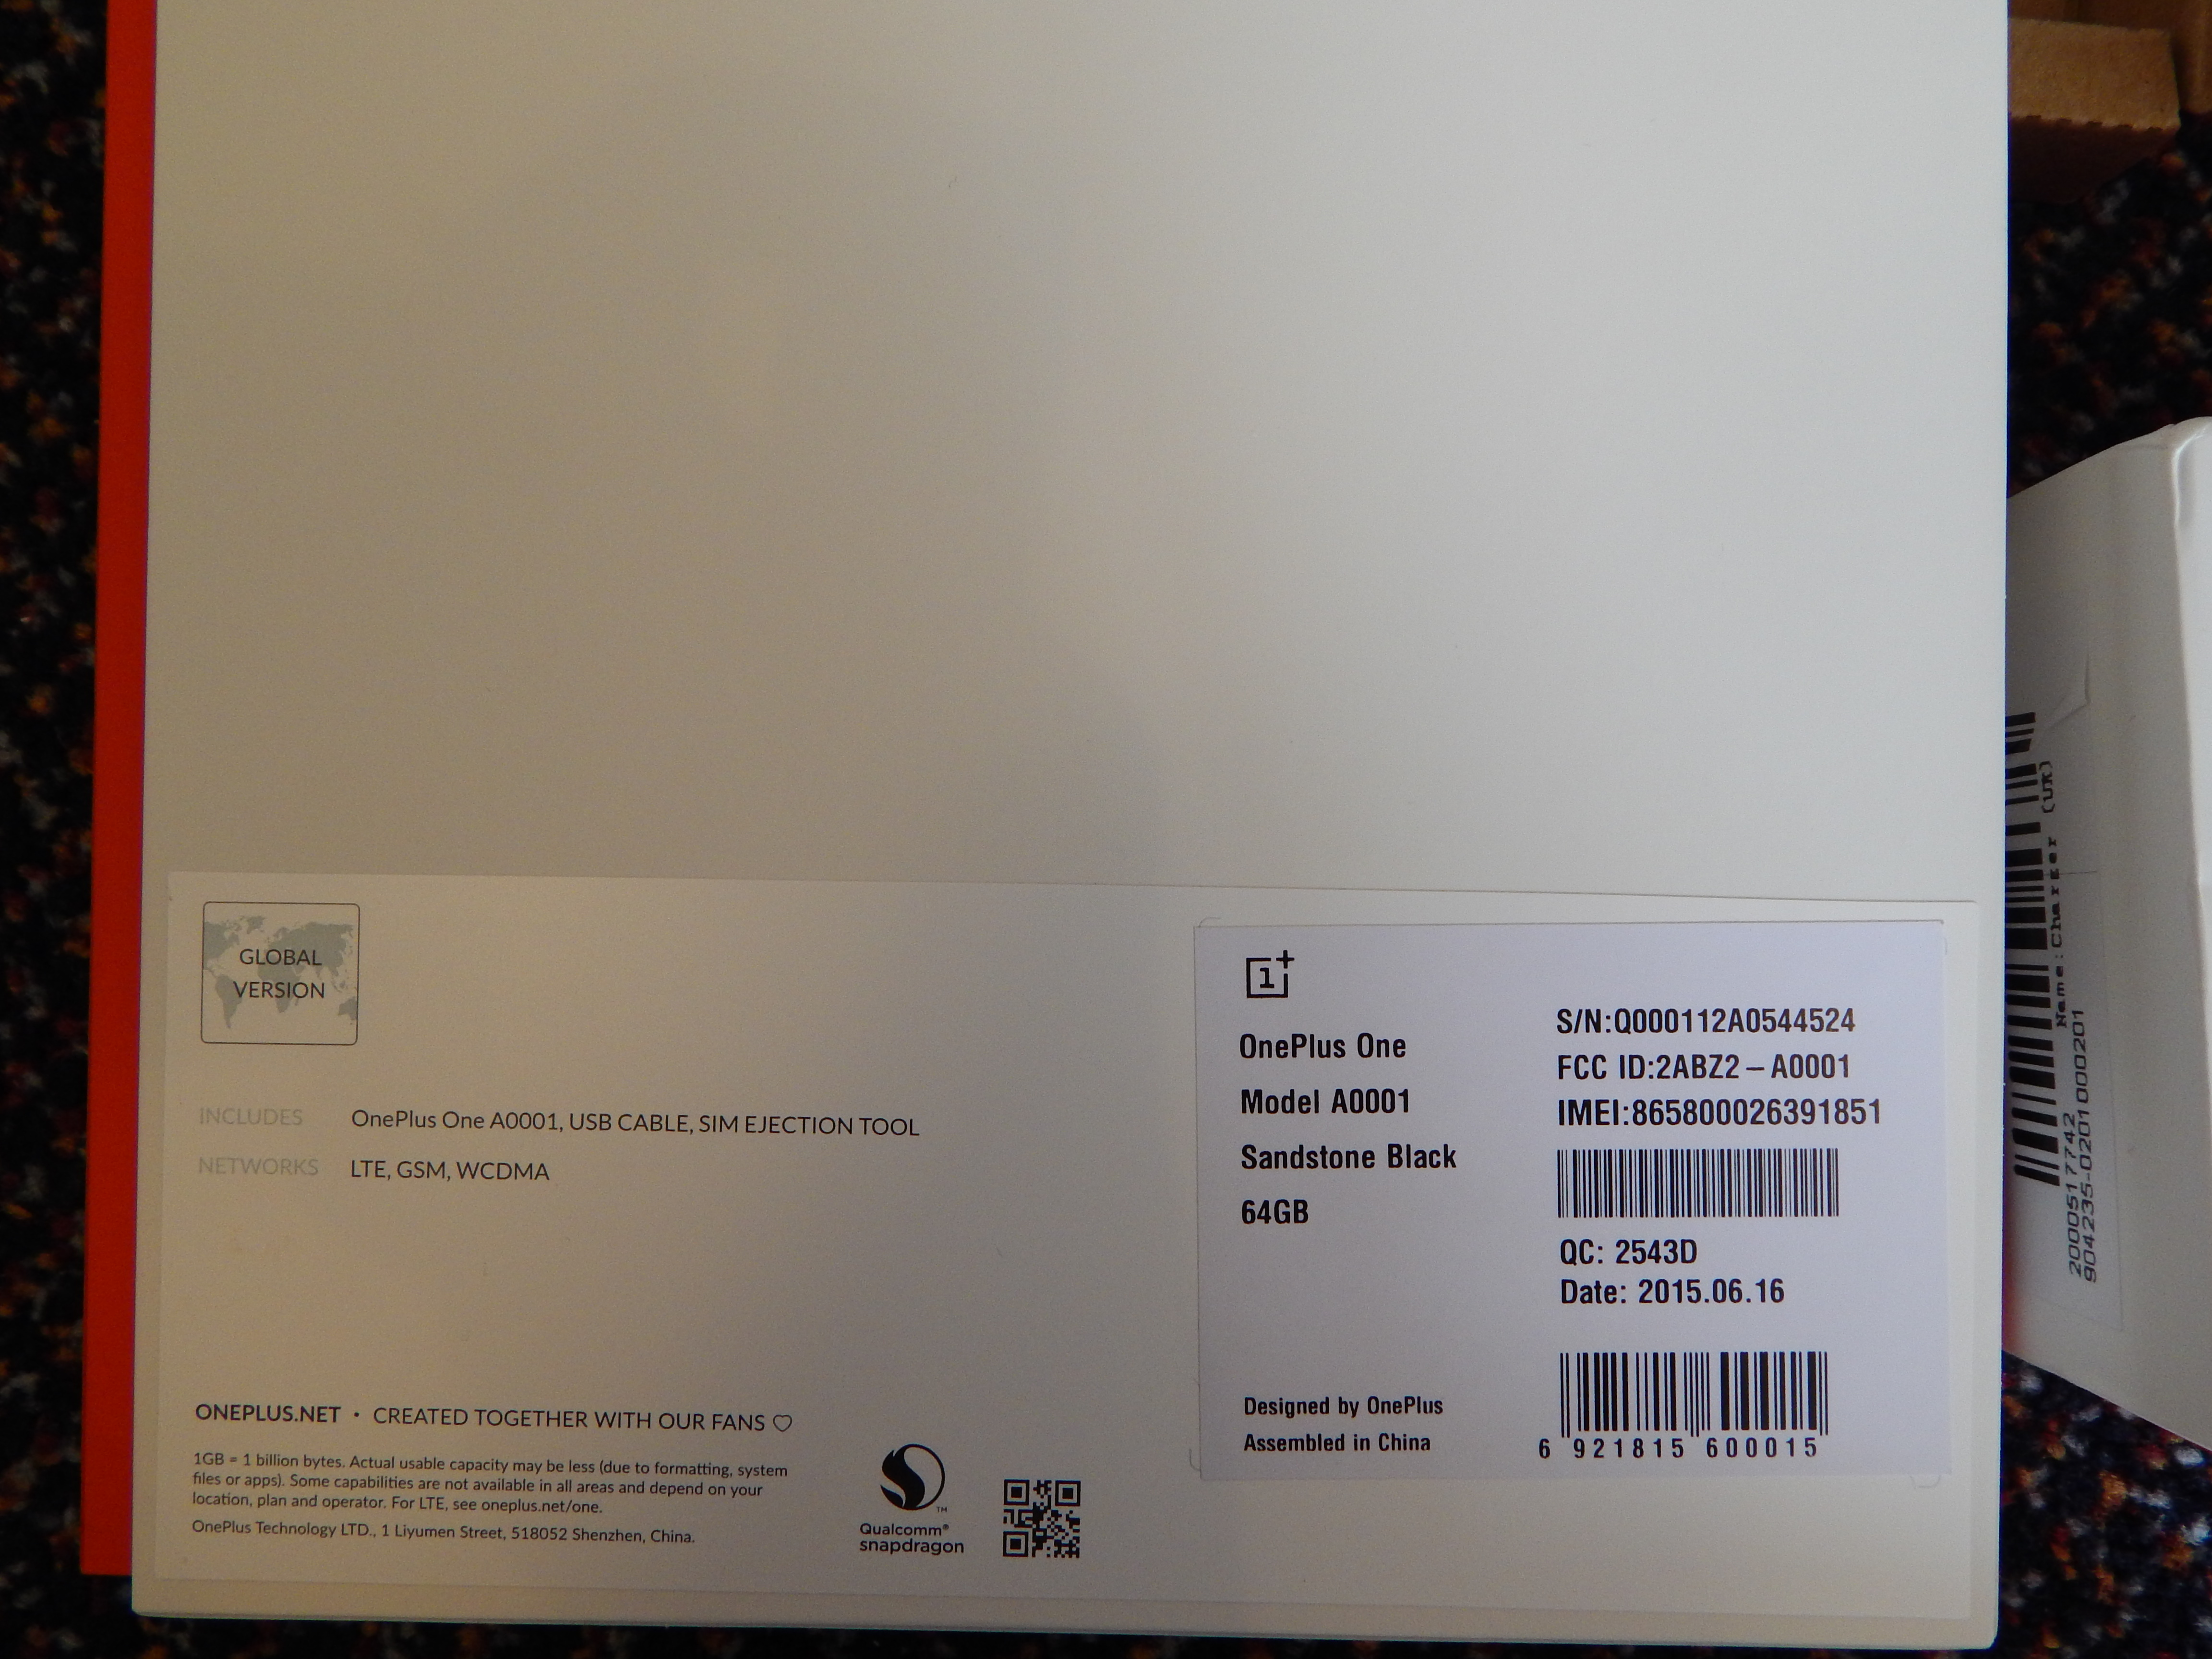 GLOBAL
VERSION
INCLUDES OnePlus One A0001, USB CABLE, SIM EJECTION TOOL
NETWORKS LTE, GSM, WCDMA
ONEPLUS.NET • CREATED TOGETHER WITH OUR FANS ♡
1GB = 1 billion bytes. Actual usable capacity may be less (due to formatting, system
files or apps). Some capabilities are not available in all areas and depend on your
location, plan and operator. For LTE, see oneplus.net/one.
OnePlus Technology LTD., 1 Liyumen Street, 518052 Shenzhen, China.
Qualcomm®
snapdragon™
1+
OnePlus One
Model A0001
Sandstone Black
64GB
Designed by OnePlus
Assembled in China
S/N:Q000112A0544524
FCC ID:2ABZ2–A0001
IMEI:865800026391851
QC: 2543D
Date: 2015.06.16
6 921815 600015
Name:Charger (UK)
2000517742
904235-0201000201